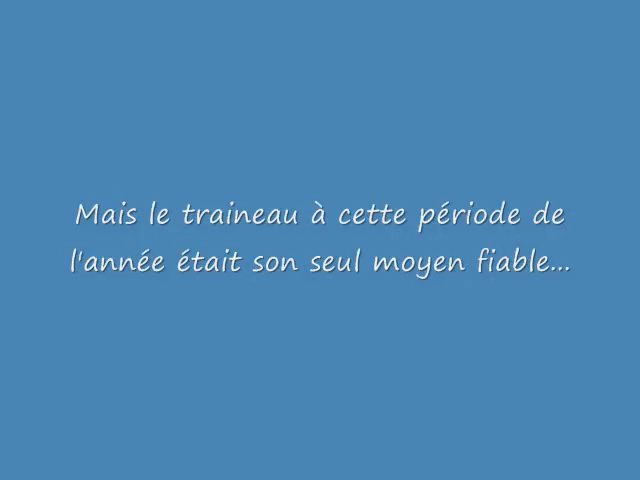 Mais le traineau à cette période de
l'année était son seul moyen fiable...